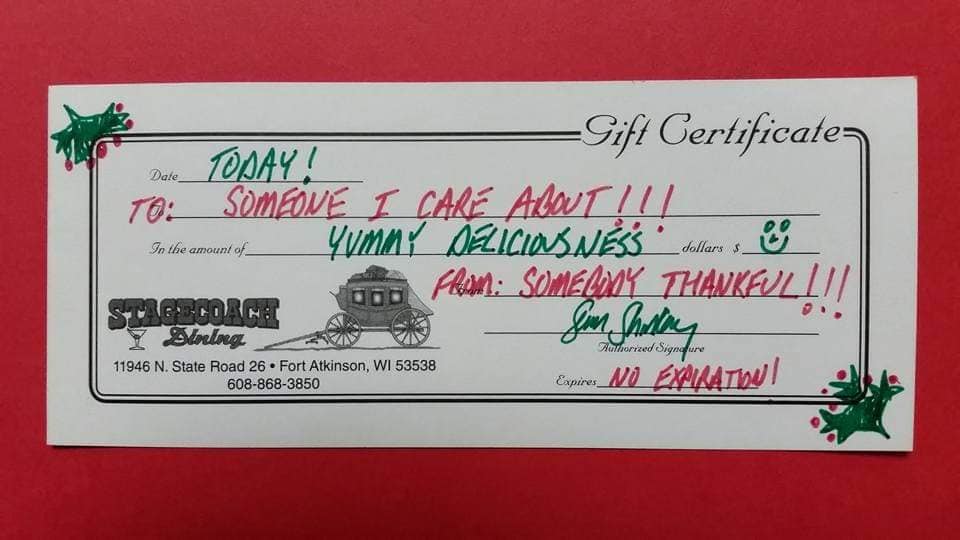 Gift Certificate
Date TODAY!
TO: SOMEONE I CARE ABOUT!!!
In the amount of YUMMY DELICIOUSNESS dollars $
FROM: SOMEBODY THANKFUL!!!
STAGECOACH
Dining
Authorized Signature
11946 N. State Road 26 • Fort Atkinson, WI 53538
608-868-3850
Expires NO EXPIRATION!